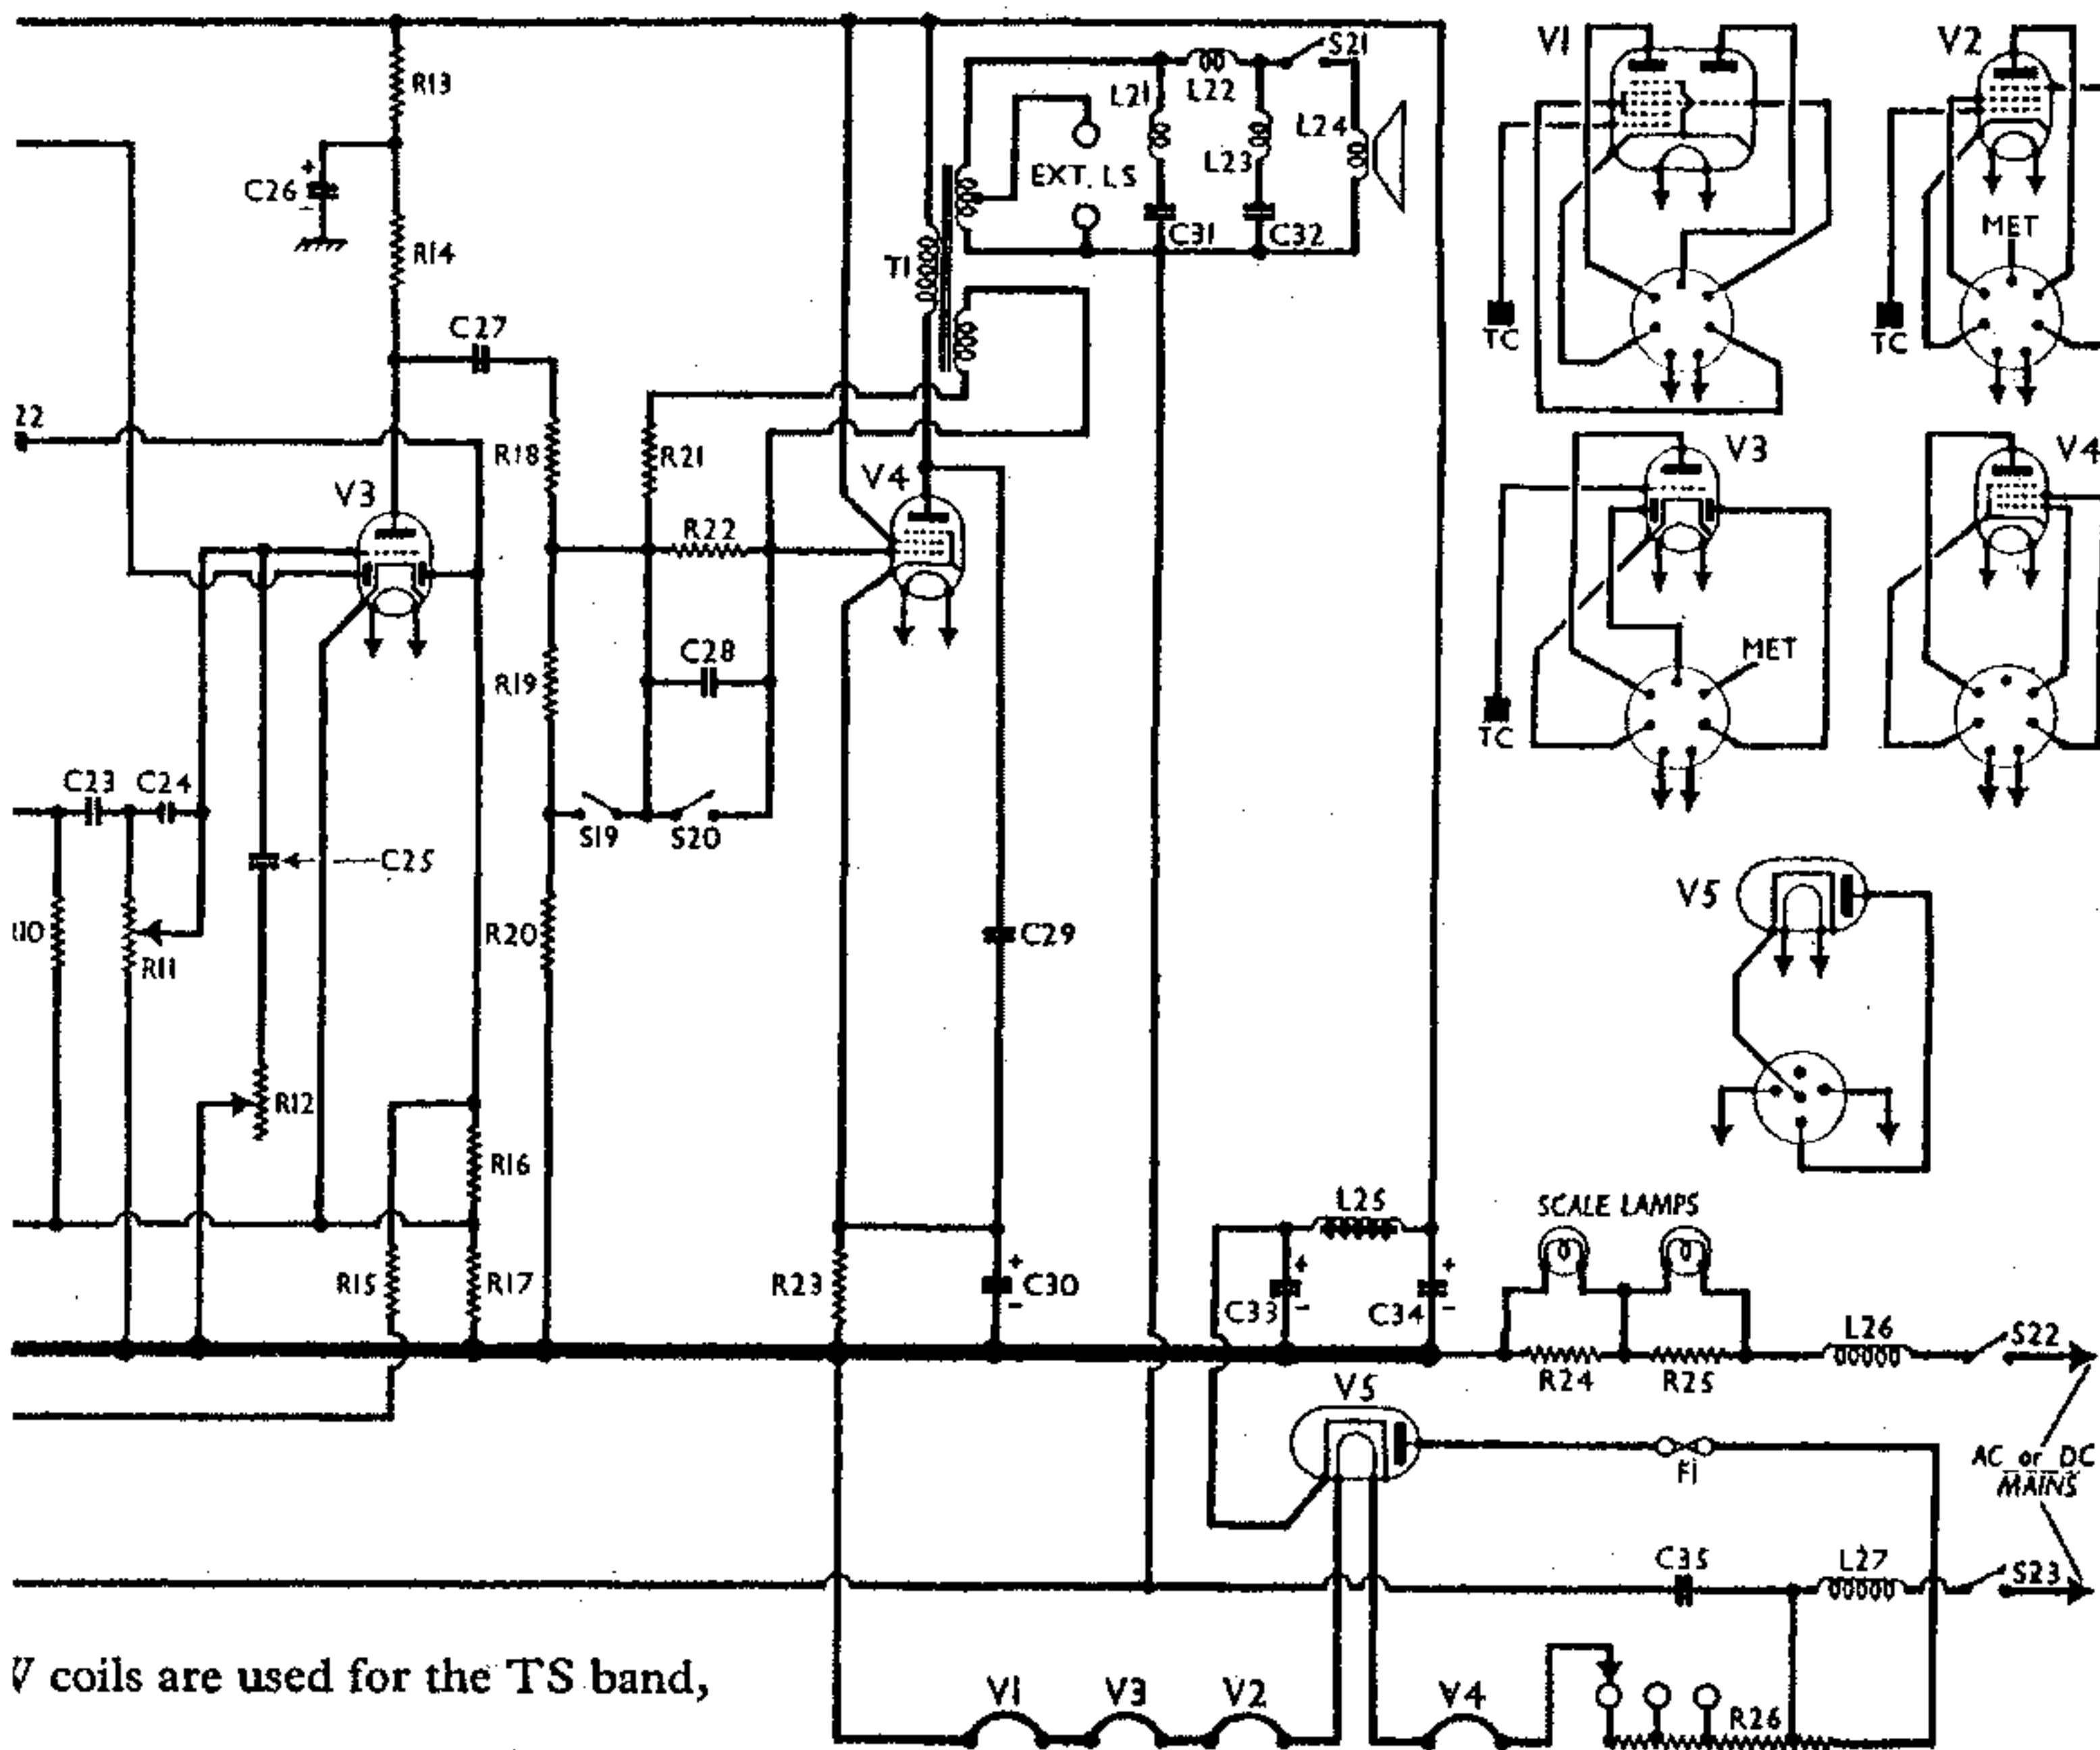 R13
S21
V1
V2
L21
L22
L24
C26
EXT. LS
L23
MET
R14
C31
C32
T1
TC
TC
C27
22
R18
R21
V4
V3
V4
V3
R22
C28
MET
R19
TC
C23
C24
S19
S20
C25
V5
R20
C29
R11
R12
R16
L25
SCALE LAMPS
R15
R17
R23
C30
C33
C34
L26
S22
R24
R25
V5
AC or DC
MAINS
F1
C35
L27
S23
coils are used for the TS band,
V1
V3
V2
V4
R26